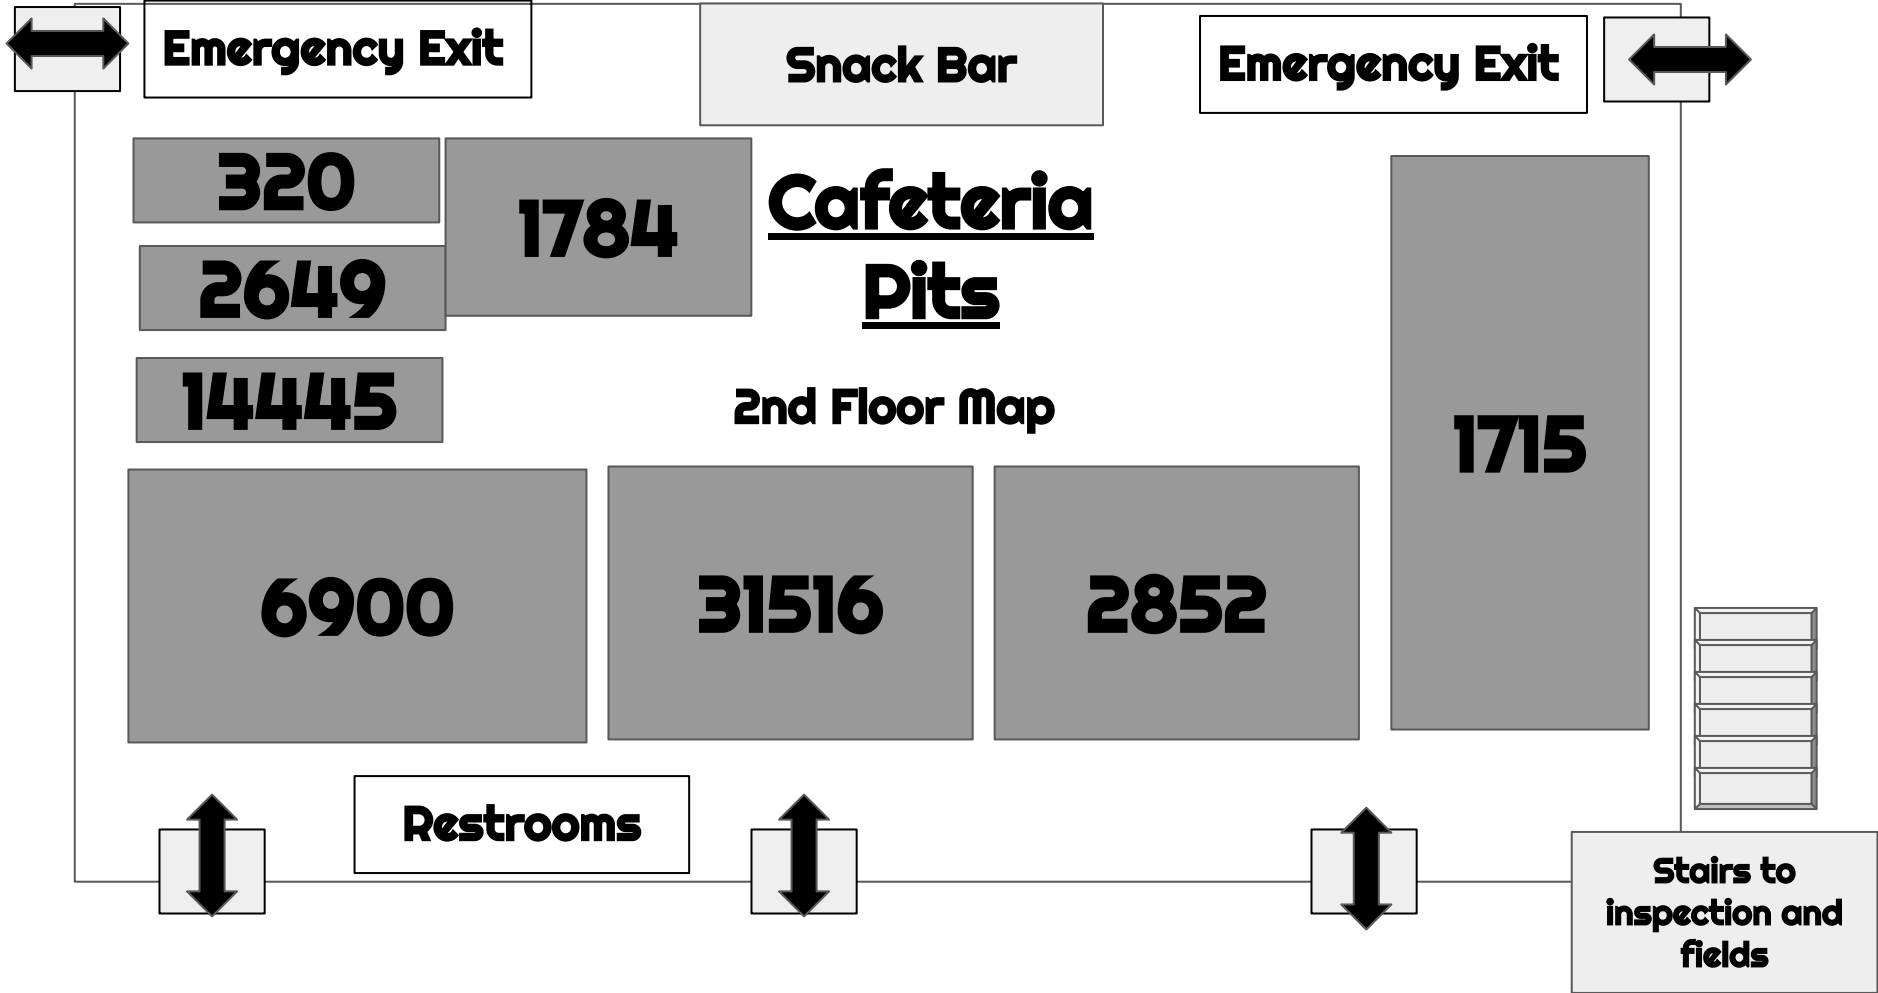 Emergency Exit
Snack Bar
Emergency Exit
320
1784
2649
14445
Cafeteria
Pits
2nd Floor Map
1715
6900
31516
2852
Restrooms
Stairs to
inspection and
fields